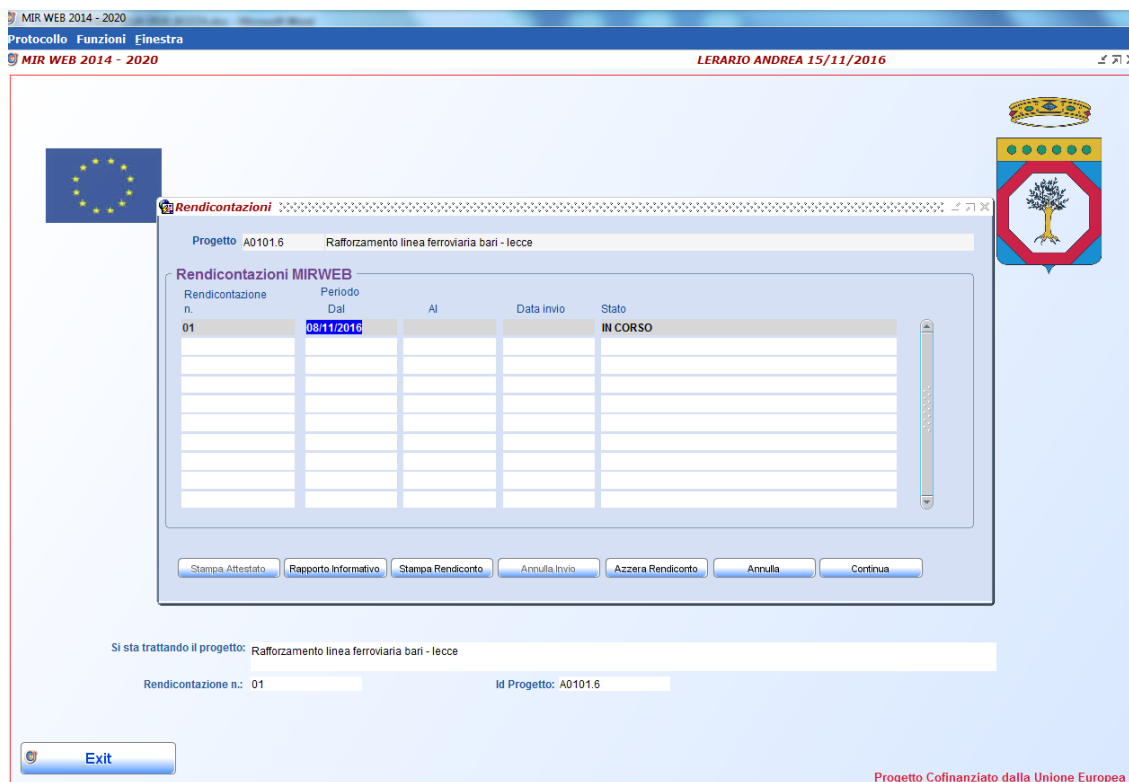 MIR WEB 2014 - 2020
Protocollo Funzioni Finestra
MIR WEB 2014 - 2020 LERARIO ANDREA 15/11/2016
Rendicontazioni
Progetto A0101.6 Rafforzamento linea ferroviaria bari - lecce
Rendicontazioni MIRWEB
Rendicontazione Periodo
n. Dal Al Data invio Stato
01 08/11/2016 IN CORSO
Stampa Attestato Rapporto Informativo Stampa Rendiconto Annulla Invio Azzera Rendiconto Annulla Continua
Si sta trattando il progetto: Rafforzamento linea ferroviaria bari - lecce
Rendicontazione n.: 01 Id Progetto: A0101.6
Exit
Progetto Cofinanziato dalla Unione Europea